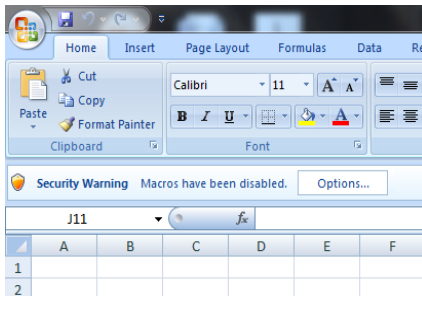 Home Insert Page Layout Formulas Data Re
Cut
Copy
Paste
Format Painter
Calibri 11 A A
B I U A
Clipboard Font
Security Warning Macros have been disabled. Options...
J11 fx
A B C D E F
1
2